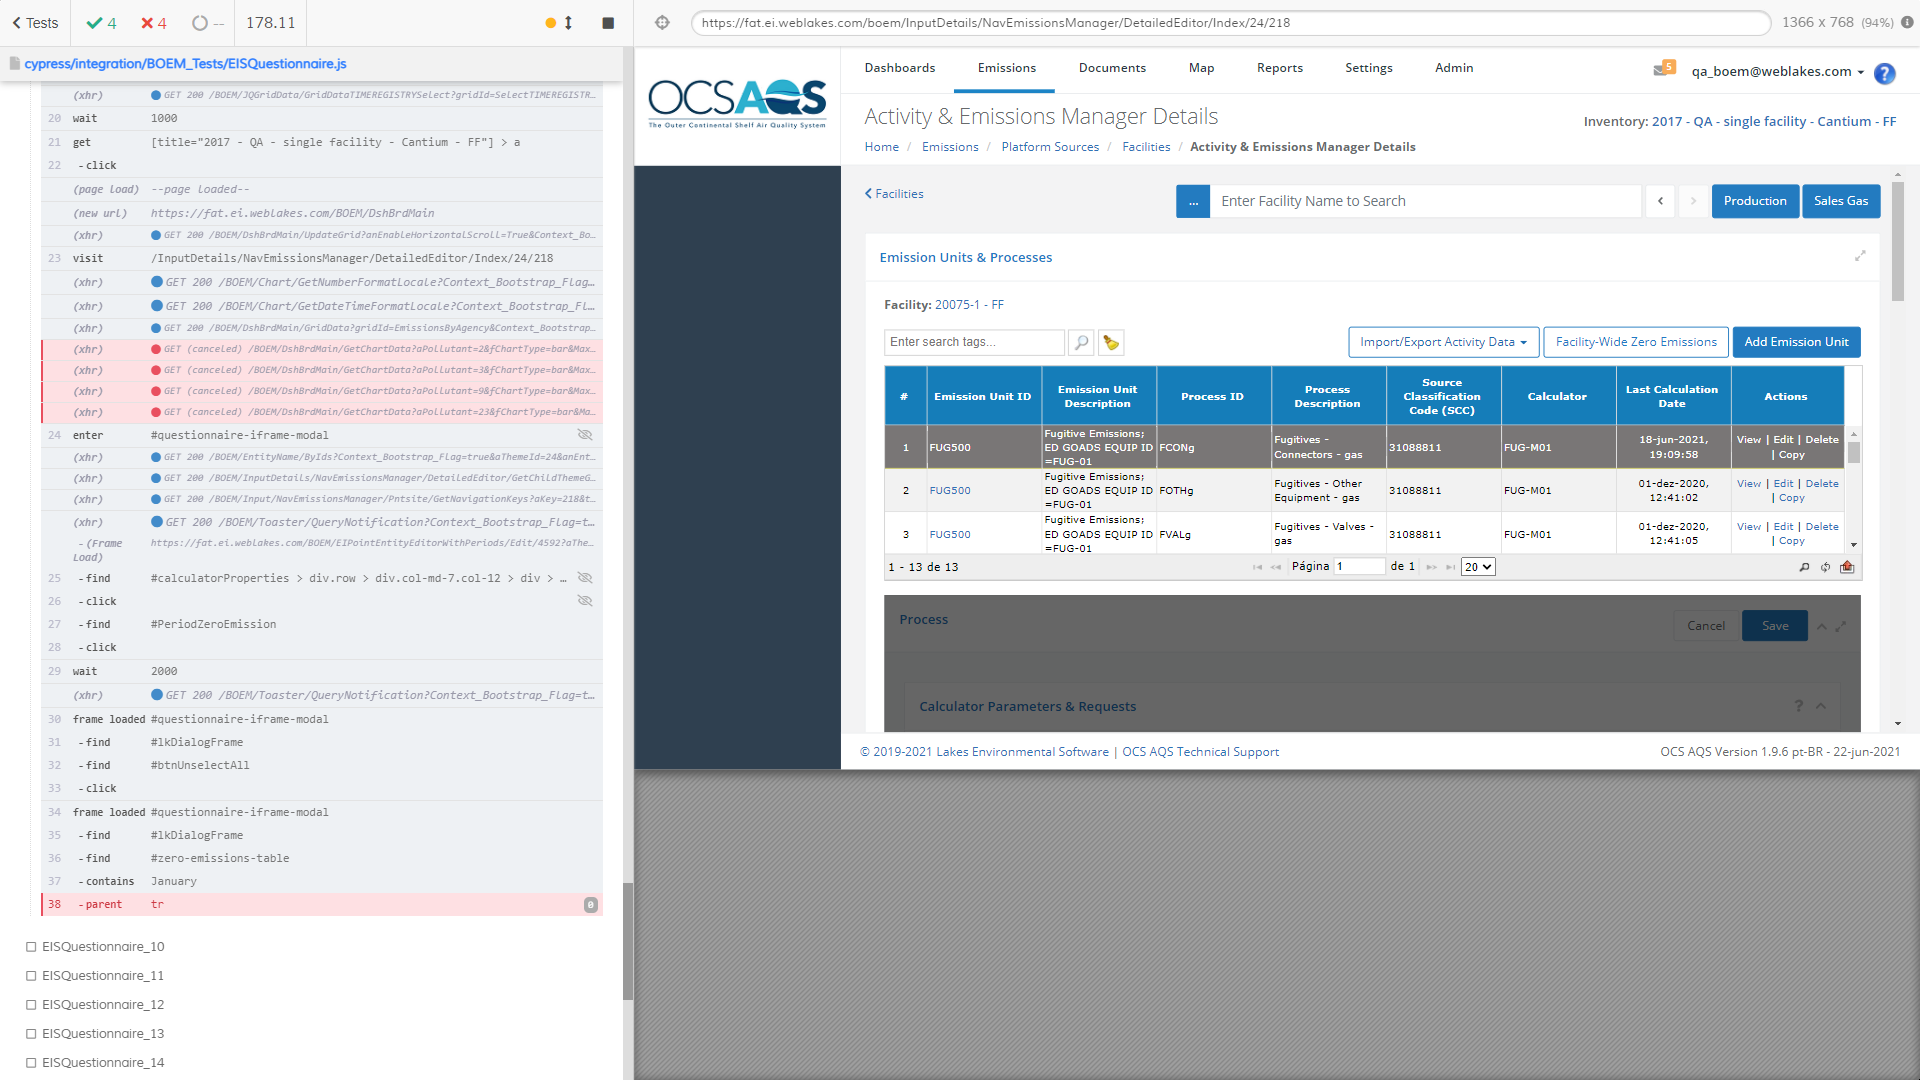 Tests
4
4
--
178.11
cypress/integration/BOEM_Tests/EISQuestionnaire.js
(xhr) GET 200 /BOEM/JQGridData/GridDataTIMEREGISTRYSelect?gridId=SelectTIMEREGISTR...
20 wait 1000
21 get [title="2017 - QA - single facility - Cantium - FF"] > a
22 -click
(page load) --page loaded--
(new url) https://fat.ei.weblakes.com/BOEM/DshBrdMain
(xhr) GET 200 /BOEM/DshBrdMain/UpdateGrid?anEnableHorizontalScroll=True&Context_Bo...
23 visit /InputDetails/NavEmissionsManager/DetailedEditor/Index/24/218
(xhr) GET 200 /BOEM/Chart/GetNumberFormatLocale?Context_Bootstrap_Flag...
(xhr) GET 200 /BOEM/Chart/GetDateTimeFormatLocale?Context_Bootstrap_Fl...
(xhr) GET 200 /BOEM/DshBrdMain/GridData?gridId=EmissionsByAgency&Context_Bootstrap...
(xhr) GET (canceled) /BOEM/DshBrdMain/GetChartData?aPollutant=2&fChartType=bar&Max...
(xhr) GET (canceled) /BOEM/DshBrdMain/GetChartData?aPollutant=3&fChartType=bar&Max...
(xhr) GET (canceled) /BOEM/DshBrdMain/GetChartData?aPollutant=9&fChartType=bar&Max...
(xhr) GET (canceled) /BOEM/DshBrdMain/GetChartData?aPollutant=23&fChartType=bar&Ma...
24 enter #questionnaire-iframe-modal
(xhr) GET 200 /BOEM/EntityName/ByIds?Context_Bootstrap_Flag=true&aThemeId=24&anEnt...
(xhr) GET 200 /BOEM/InputDetails/NavEmissionsManager/DetailedEditor/GetChildThemeG...
(xhr) GET 200 /BOEM/Input/NavEmissionsManager/Pntsite/GetNavigationKeys?aKey=218&t...
(xhr) GET 200 /BOEM/Toaster/QueryNotification?Context_Bootstrap_Flag=t...
-(Frame Load) https://fat.ei.weblakes.com/BOEM/EIPointEntityEditorWithPeriods/Edit/4592?aThe...
25 -find #calculatorProperties > div.row > div.col-md-7.col-12 > div > ...
26 -click
27 -find #PeriodZeroEmission
28 -click
29 wait 2000
(xhr) GET 200 /BOEM/Toaster/QueryNotification?Context_Bootstrap_Flag=t...
30 frame loaded #questionnaire-iframe-modal
31 -find #lkDialogFrame
32 -find #btnUnselectAll
33 -click
34 frame loaded #questionnaire-iframe-modal
35 -find #lkDialogFrame
36 -find #zero-emissions-table
37 -contains January
38 -parent tr 0
EISQuestionnaire_10
EISQuestionnaire_11
EISQuestionnaire_12
EISQuestionnaire_13
EISQuestionnaire_14
https://fat.ei.weblakes.com/boem/InputDetails/NavEmissionsManager/DetailedEditor/Index/24/218
1366 x 768 (94%)
OCSAQS
The Outer Continental Shelf Air Quality System
Dashboards Emissions Documents Map Reports Settings Admin
5 qa_boem@weblakes.com ?
Activity & Emissions Manager Details
Inventory: 2017 - QA - single facility - Cantium - FF
Home / Emissions / Platform Sources / Facilities / Activity & Emissions Manager Details
Facilities
... Enter Facility Name to Search Production Sales Gas
Emission Units & Processes
Facility: 20075-1 - FF
Enter search tags...
Import/Export Activity Data
Facility-Wide Zero Emissions
Add Emission Unit
# Emission Unit ID Emission Unit Description Process ID Process Description Source Classification Code (SCC) Calculator Last Calculation Date Actions
1 FUG500 Fugitive Emissions; ED GOADS EQUIP ID =FUG-01 FCONg Fugitives - Connectors - gas 31088811 FUG-M01 18-jun-2021, 19:09:58 View | Edit | Delete | Copy
2 FUG500 Fugitive Emissions; ED GOADS EQUIP ID =FUG-01 FOTHg Fugitives - Other Equipment - gas 31088811 FUG-M01 01-dez-2020, 12:41:02 View | Edit | Delete | Copy
3 FUG500 Fugitive Emissions; ED GOADS EQUIP ID =FUG-01 FVALg Fugitives - Valves - gas 31088811 FUG-M01 01-dez-2020, 12:41:05 View | Edit | Delete | Copy
1 - 13 de 13
Página 1 de 1 20
Process
Cancel
Save
Calculator Parameters & Requests ?
© 2019-2021 Lakes Environmental Software | OCS AQS Technical Support
OCS AQS Version 1.9.6 pt-BR - 22-jun-2021